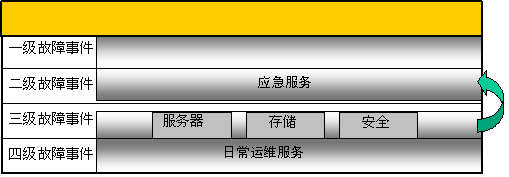 一级故障事件
二级故障事件
应急服务
三级故障事件
服务器
存储
安全
四级故障事件
日常运维服务